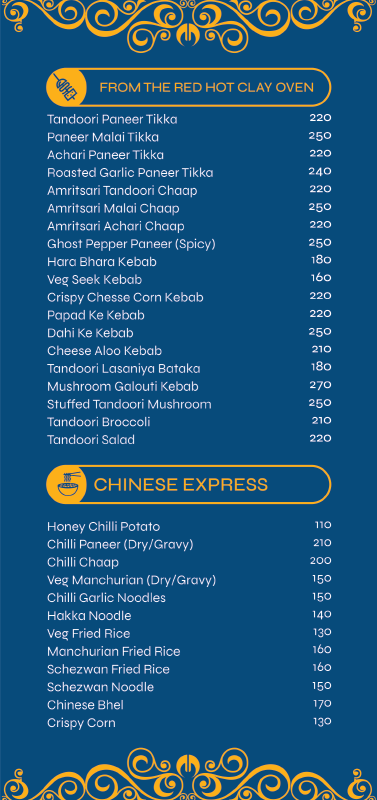 FROM THE RED HOT CLAY OVEN
Tandoori Paneer Tikka 220
Paneer Malai Tikka 250
Achari Paneer Tikka 220
Roasted Garlic Paneer Tikka 240
Amritsari Tandoori Chaap 220
Amritsari Malai Chaap 250
Amritsari Achari Chaap 220
Ghost Pepper Paneer (Spicy) 250
Hara Bhara Kebab 180
Veg Seek Kebab 160
Crispy Chesse Corn Kebab 220
Papad Ke Kebab 220
Dahi Ke Kebab 250
Cheese Aloo Kebab 210
Tandoori Lasaniya Bataka 180
Mushroom Galouti Kebab 270
Stuffed Tandoori Mushroom 250
Tandoori Broccoli 210
Tandoori Salad 220
CHINESE EXPRESS
Honey Chilli Potato 110
Chilli Paneer (Dry/Gravy) 210
Chilli Chaap 200
Veg Manchurian (Dry/Gravy) 150
Chilli Garlic Noodles 150
Hakka Noodle 140
Veg Fried Rice 130
Manchurian Fried Rice 160
Schezwan Fried Rice 160
Schezwan Noodle 150
Chinese Bhel 170
Crispy Corn 130